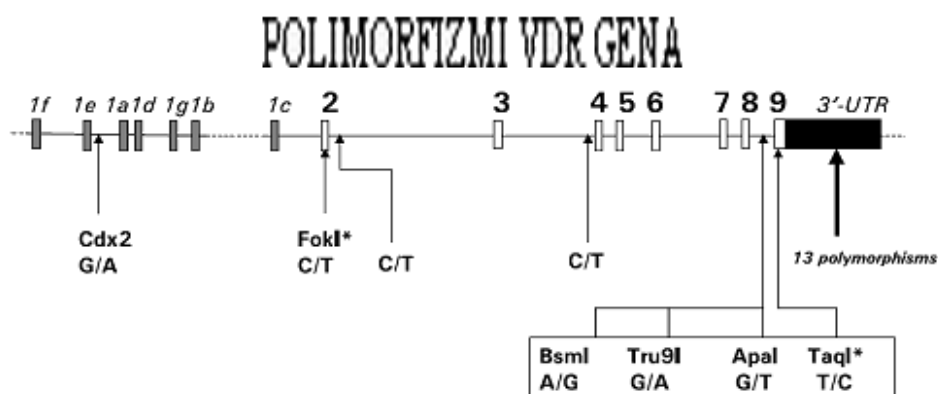 POLIMORFIZMI VDR GENA
1f 1e 1a 1d 1g 1b 1c 2 3 4 5 6 7 8 9 3'-UTR
Cdx2 FokI*
G/A C/T C/T C/T 13 polymorphisms
BsmI Tru9I ApaI TaqI*
A/G G/A G/T T/C